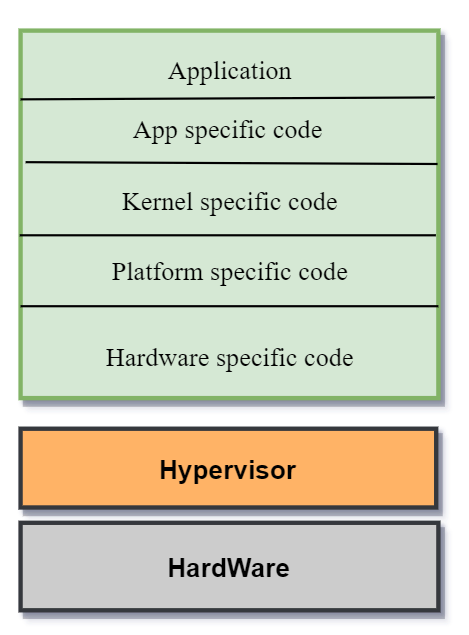 Application
App specific code
Kernel specific code
Platform specific code
Hardware specific code
Hypervisor
HardWare